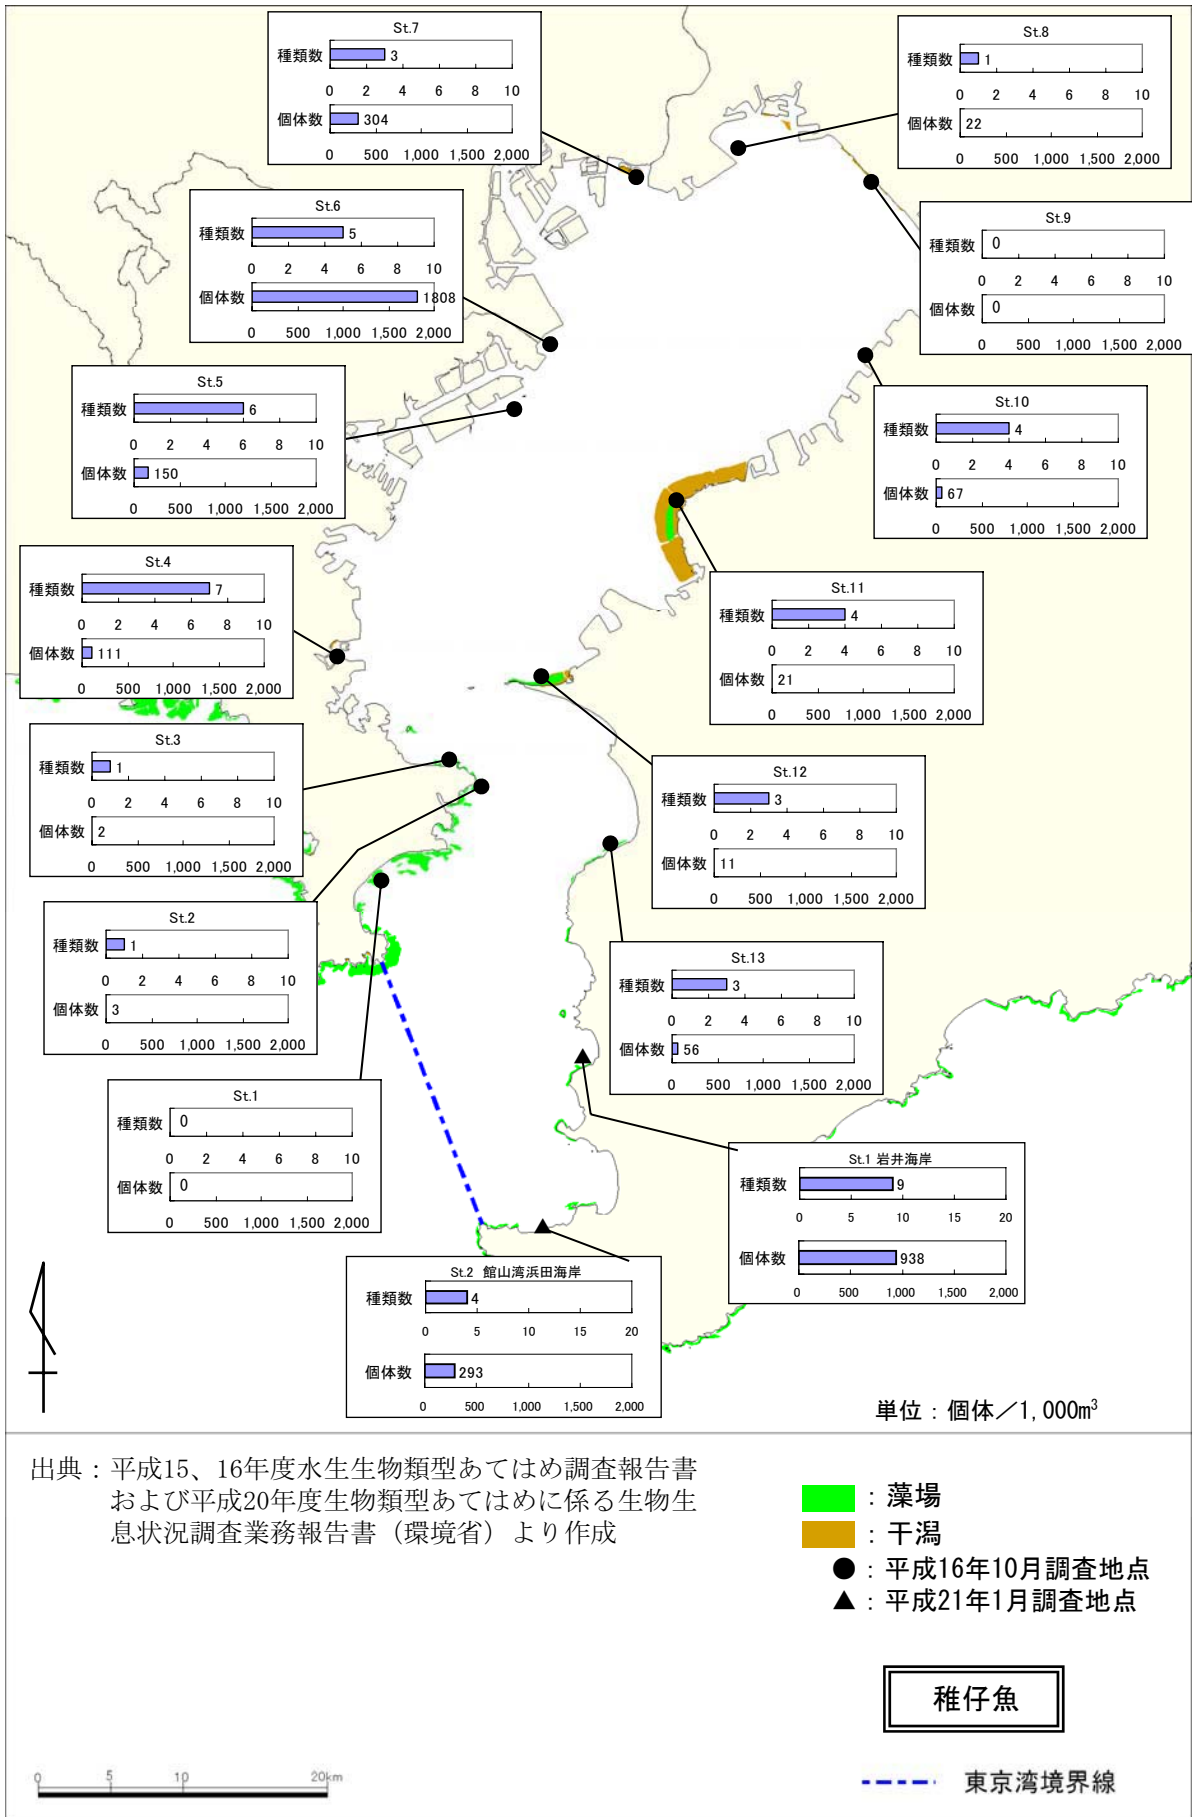 St.7
種類数 3
0 2 4 6 8 10
個体数 304
0 500 1,000 1,500 2,000
St.8
種類数 1
0 2 4 6 8 10
個体数 22
0 500 1,000 1,500 2,000
St.6
種類数 5
0 2 4 6 8 10
個体数 1808
0 500 1,000 1,500 2,000
St.9
種類数 0
0 2 4 6 8 10
個体数 0
0 500 1,000 1,500 2,000
St.5
種類数 6
0 2 4 6 8 10
個体数 150
0 500 1,000 1,500 2,000
St.10
種類数 4
0 2 4 6 8 10
個体数 67
0 500 1,000 1,500 2,000
St.4
種類数 7
0 2 4 6 8 10
個体数 111
0 500 1,000 1,500 2,000
St.11
種類数 4
0 2 4 6 8 10
個体数 21
0 500 1,000 1,500 2,000
St.3
種類数 1
0 2 4 6 8 10
個体数 2
0 500 1,000 1,500 2,000
St.12
種類数 3
0 2 4 6 8 10
個体数 11
0 500 1,000 1,500 2,000
St.2
種類数 1
0 2 4 6 8 10
個体数 3
0 500 1,000 1,500 2,000
St.13
種類数 3
0 2 4 6 8 10
個体数 56
0 500 1,000 1,500 2,000
St.1
種類数 0
0 2 4 6 8 10
個体数 0
0 500 1,000 1,500 2,000
St.1 岩井海岸
種類数 9
0 5 10 15 20
個体数 938
0 500 1,000 1,500 2,000
St.2 館山湾浜田海岸
種類数 4
0 5 10 15 20
個体数 293
0 500 1,000 1,500 2,000
単位：個体／1,000m³
出典：平成15、16年度水生生物類型あてはめ調査報告書
および平成20年度生物類型あてはめに係る生物生
息状況調査業務報告書（環境省）より作成
：藻場
：干潟
：平成16年10月調査地点
：平成21年1月調査地点
稚仔魚
0 5 10 20km
東京湾境界線